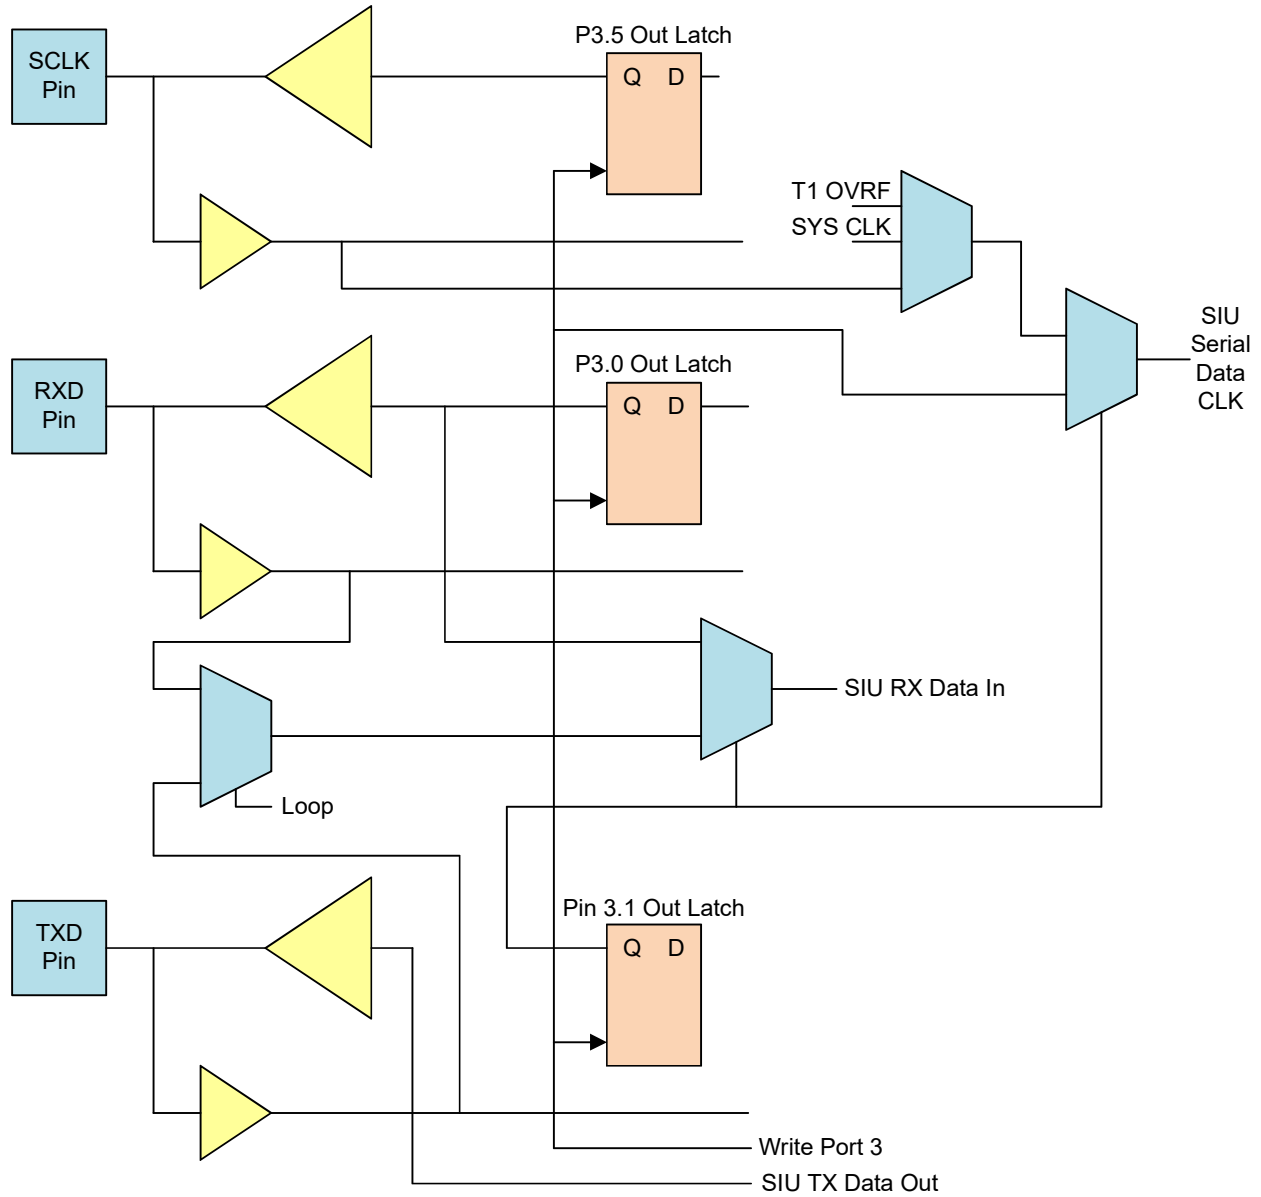 P3.5 Out Latch
SCLK
Pin
Q D
T1 OVRF
SYS CLK
SIU
Serial
Data
CLK
P3.0 Out Latch
RXD
Pin
Q D
SIU RX Data In
Loop
Pin 3.1 Out Latch
TXD
Pin
Q D
Write Port 3
SIU TX Data Out